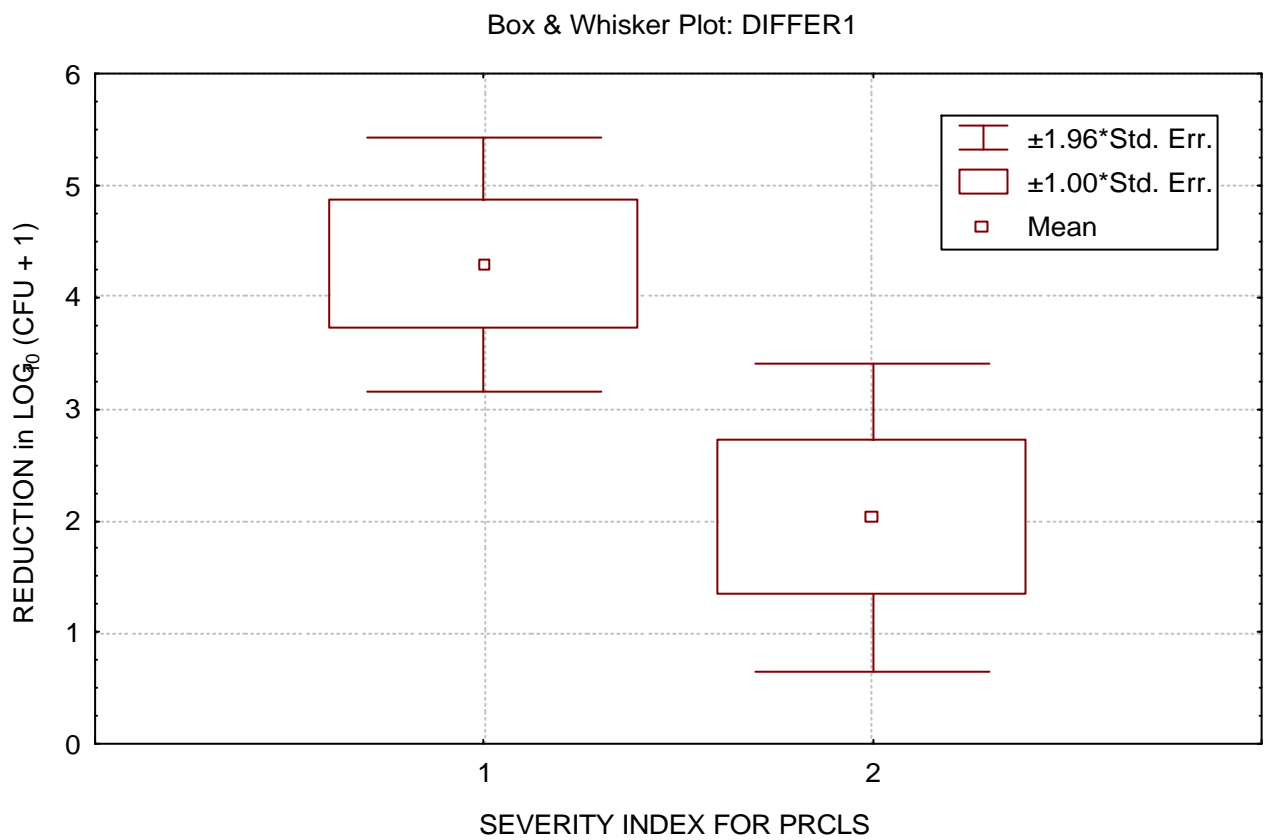 Box & Whisker Plot: DIFFER1
REDUCTION in LOG10 (CFU + 1)
6
5
4
3
2
1
0
±1.96*Std. Err.
±1.00*Std. Err.
Mean
1
2
SEVERITY INDEX FOR PRCLS